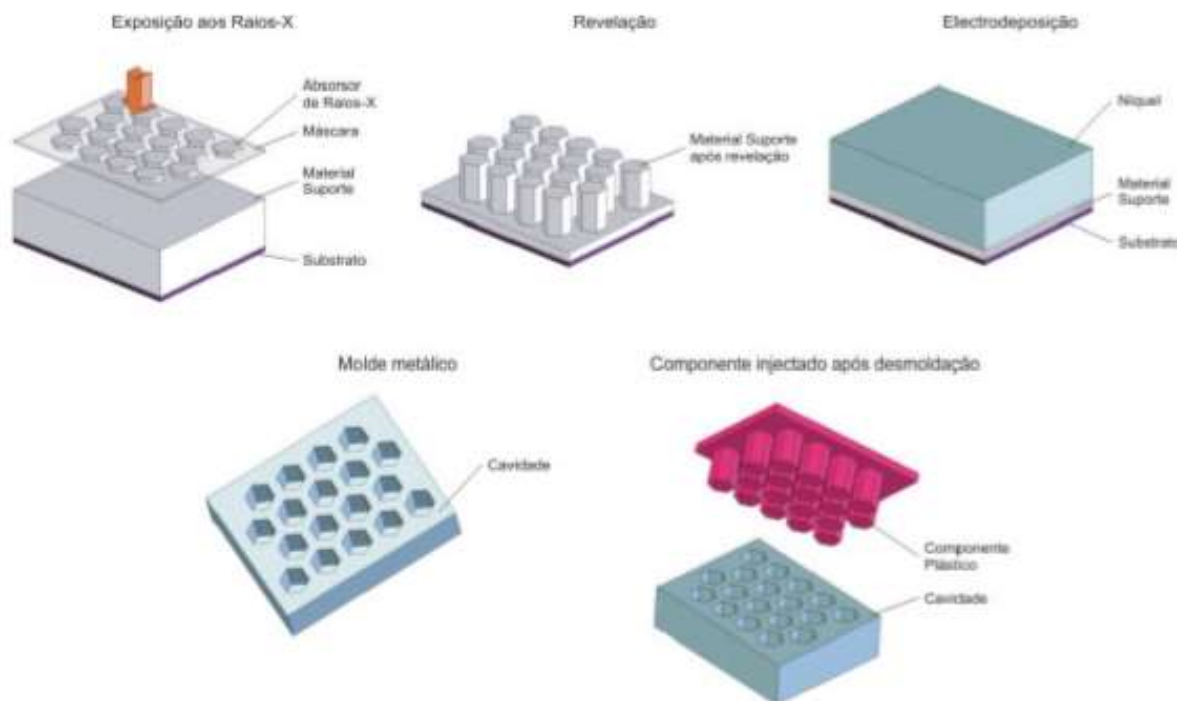 Exposição aos Raios-X
Revelação
Electrodeposição
Absorsor
de Raios-X
Máscara
Material
Suporte
Substrato
Material Suporte
após revelação
Níquel
Material
Suporte
Substrato
Molde metálico
Componente injectado após desmoldação
Cavidade
Componente
Plástico
Cavidade